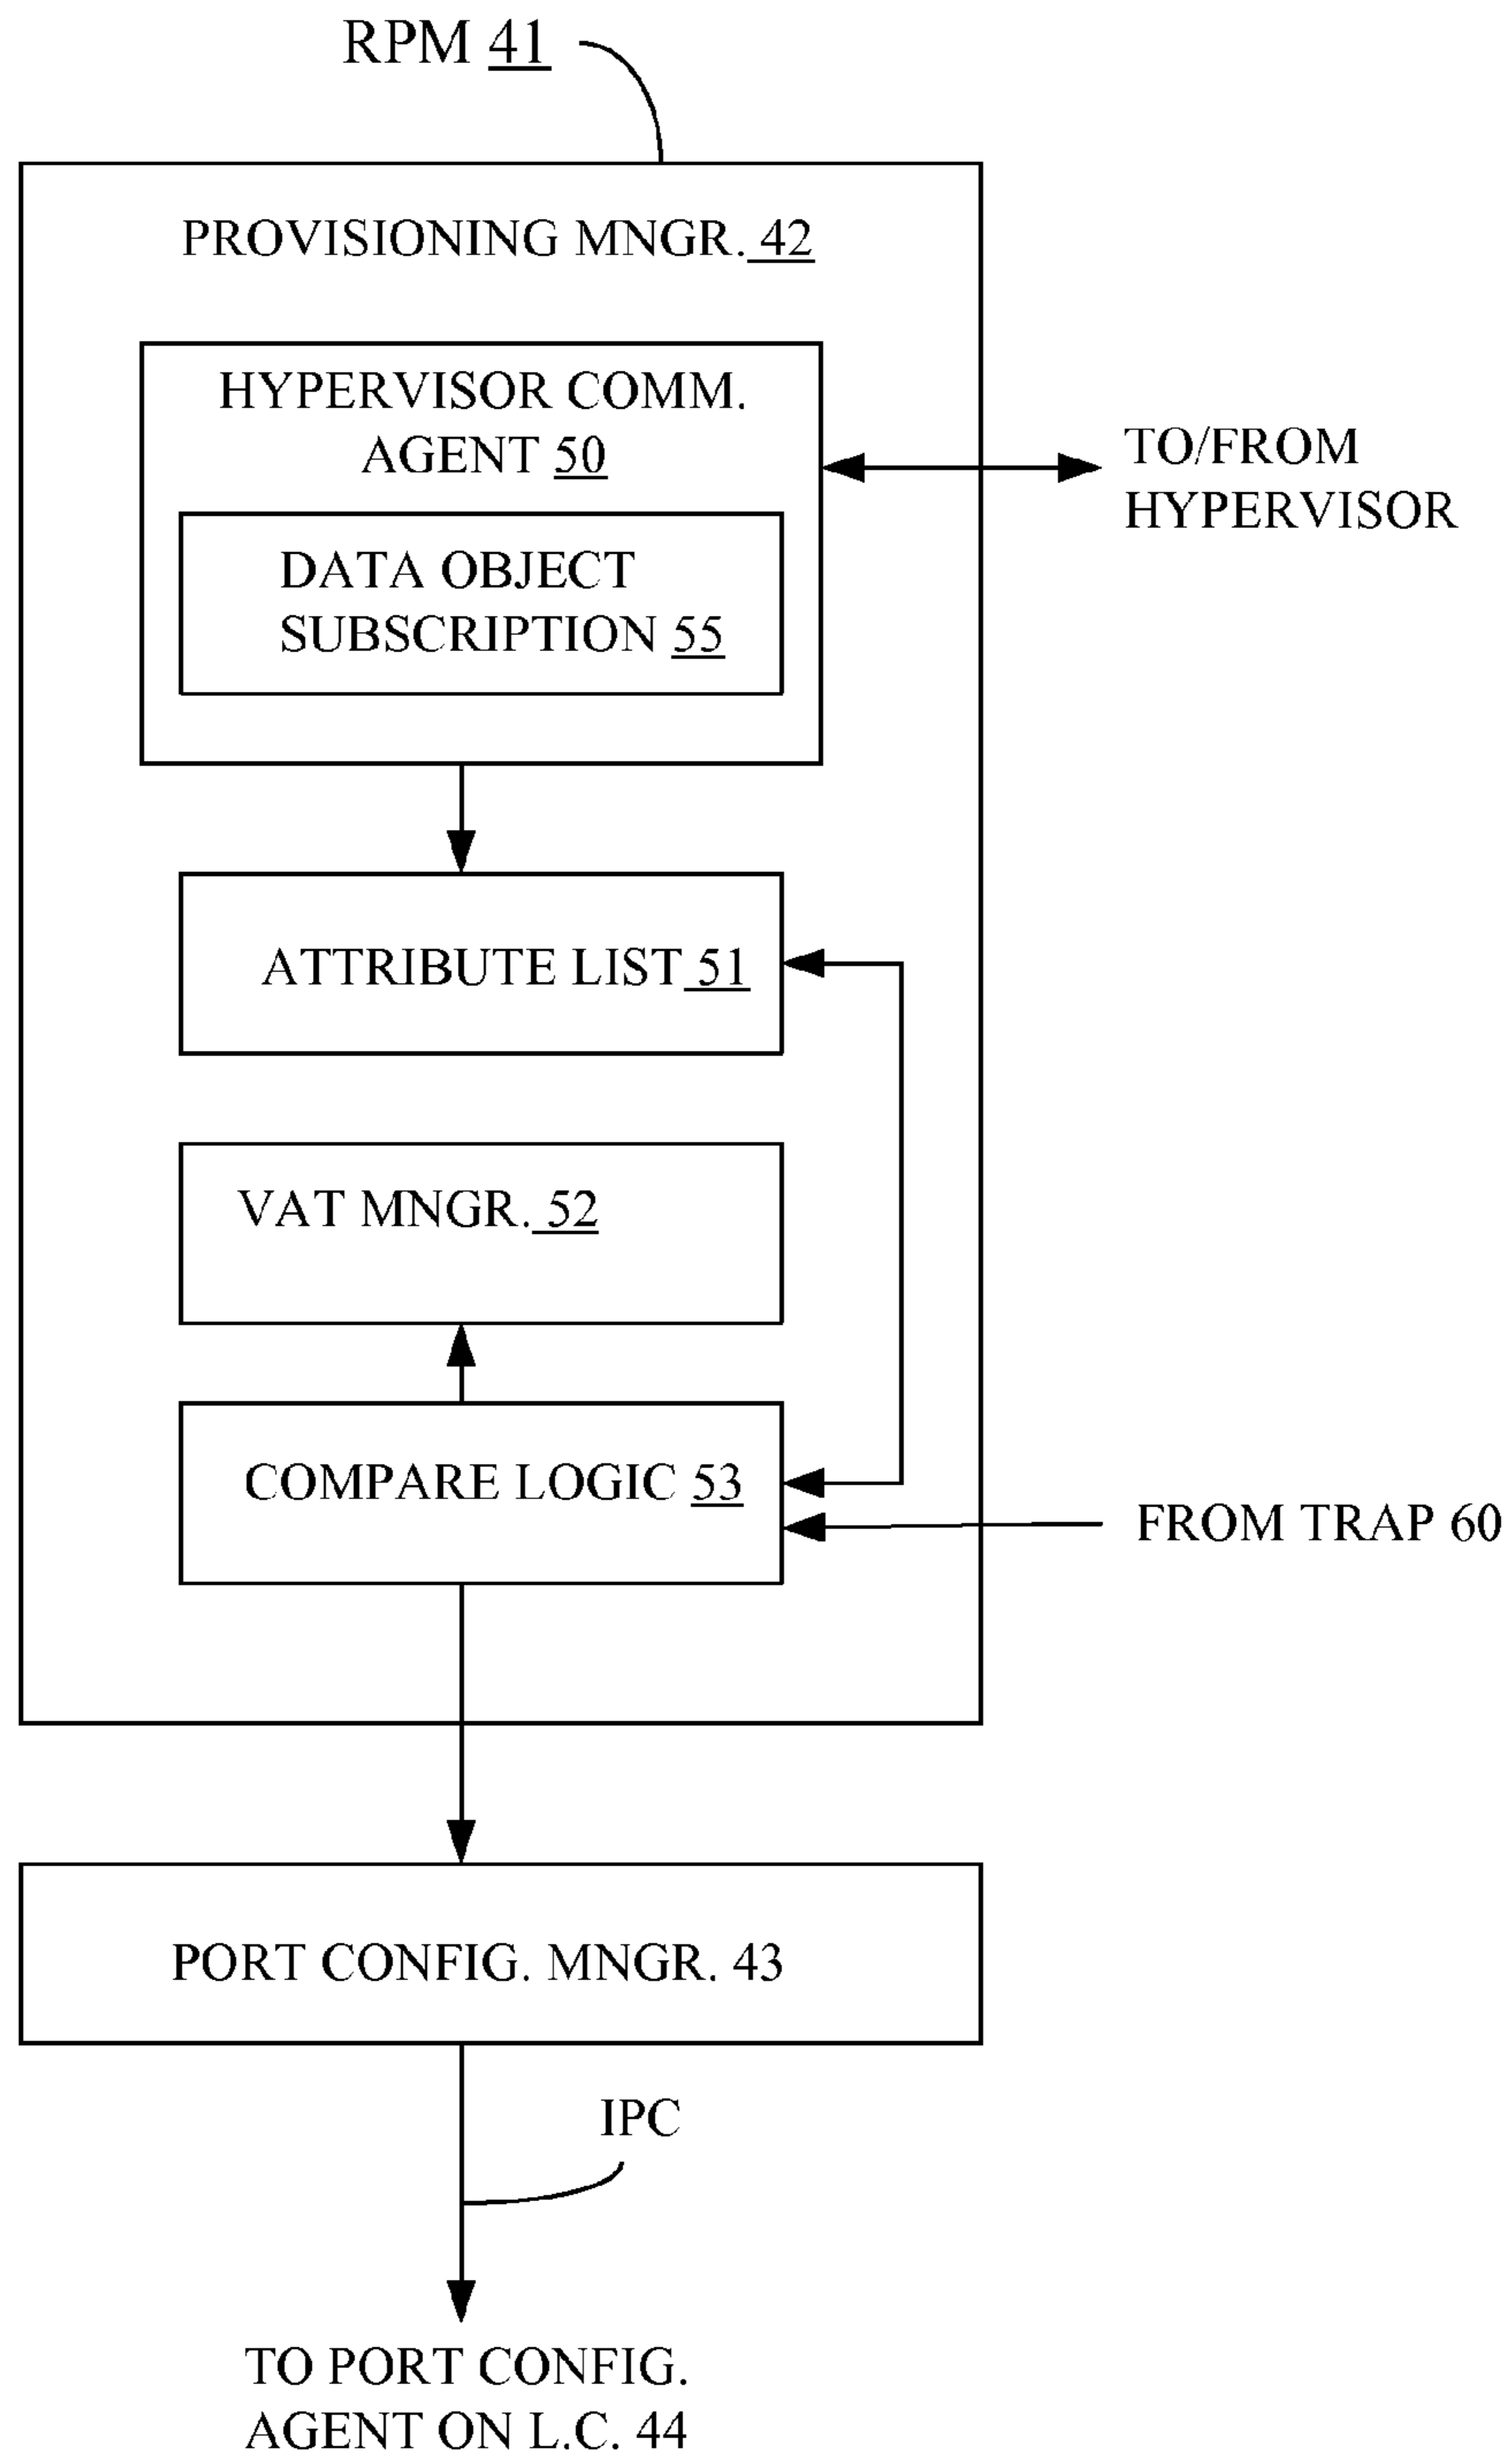 RPM 41
PROVISIONING MNGR. 42
HYPERVISOR COMM.
AGENT 50
TO/FROM
HYPERVISOR
DATA OBJECT
SUBSCRIPTION 55
ATTRIBUTE LIST 51
VAT MNGR. 52
COMPARE LOGIC 53
FROM TRAP 60
PORT CONFIG. MNGR. 43
IPC
TO PORT CONFIG.
AGENT ON L.C. 44